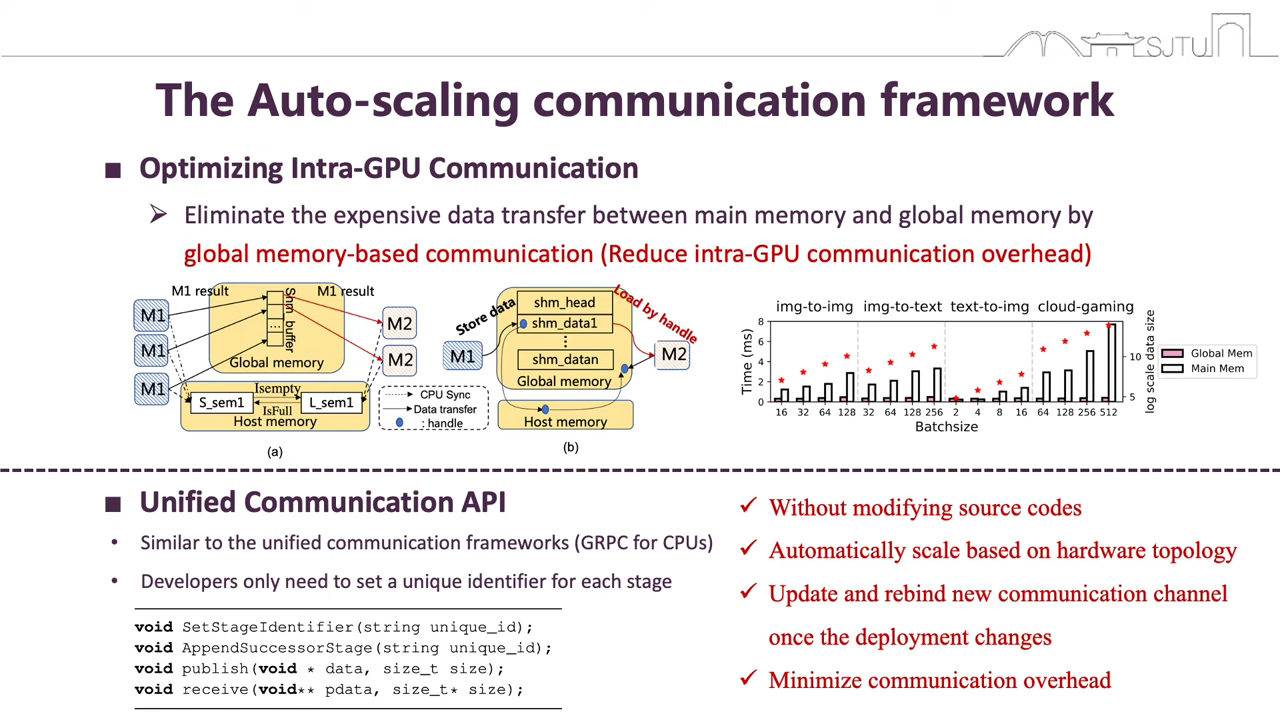 SJTU
The Auto-scaling communication framework
■ Optimizing Intra-GPU Communication
➢ Eliminate the expensive data transfer between main memory and global memory by
global memory-based communication (Reduce intra-GPU communication overhead)
M1 result
M1 result
M1
M1
M1
Shm buffer
...
Global memory
M2
M2
Isempty
S_sem1
L_sem1
IsFull
Host memory
CPU Sync
Data transfer
: handle
(a)
Store data
Load by handle
shm_head
shm_data1
shm_datan
M1
M2
Global memory
Host memory
(b)
img-to-img img-to-text text-to-img cloud-gaming
Time (ms)
8
6
4
2
0
16 32 64 128 32 64 128 256 2 4 8 16 64 128 256 512
Batchsize
10
5
log scale data size
Global Mem
Main Mem
■ Unified Communication API
• Similar to the unified communication frameworks (GRPC for CPUs)
• Developers only need to set a unique identifier for each stage
void SetStageIdentifier(string unique_id);
void AppendSuccessorStage(string unique_id);
void publish(void * data, size_t size);
void receive(void** pdata, size_t* size);
✓ Without modifying source codes
✓ Automatically scale based on hardware topology
✓ Update and rebind new communication channel
once the deployment changes
✓ Minimize communication overhead